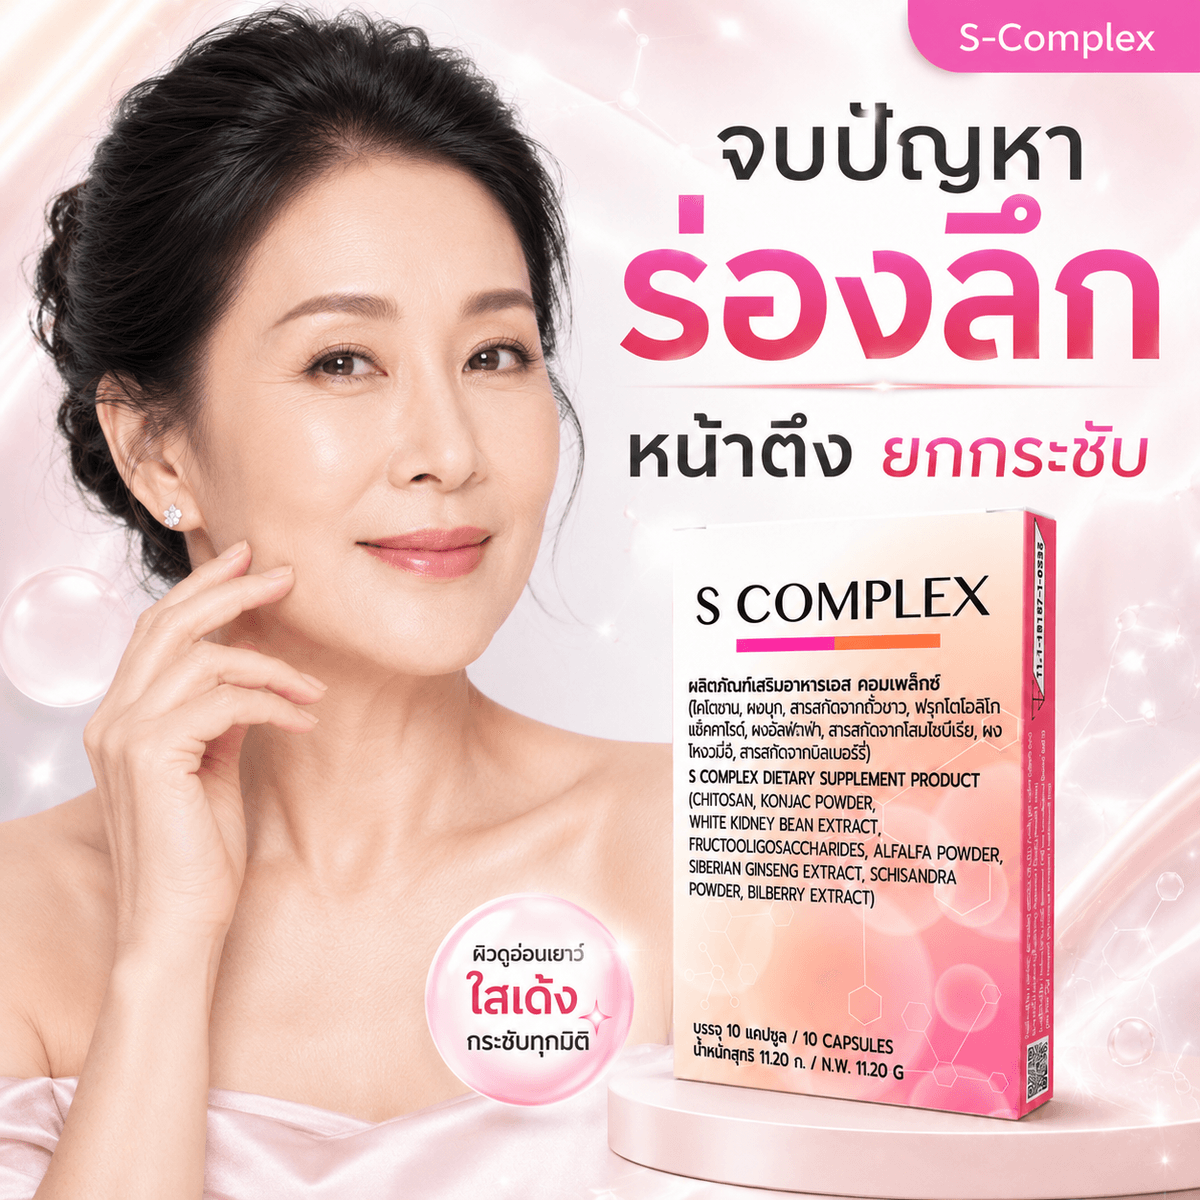 S-Complex
จบปัญหา
ร่องลึก
หน้าตึง ยกกระชับ
S COMPLEX
ผลิตภัณฑ์เสริมอาหารเอส คอมเพล็กซ์
(ไคโตซาน, ผงบุก, สารสกัดจากถั่วขาว, ฟรุกโตโอลิโก
แซ็คคาไรด์, ผงอัลฟัลฟ่า, สารสกัดจากโสมไซบีเรีย, ผง
โหงวมี่จี, สารสกัดจากบิลเบอร์รี่)
S COMPLEX DIETARY SUPPLEMENT PRODUCT
(CHITOSAN, KONJAC POWDER,
WHITE KIDNEY BEAN EXTRACT,
FRUCTOOLIGOSACCHARIDES, ALFALFA POWDER,
SIBERIAN GINSENG EXTRACT, SCHISANDRA
POWDER, BILBERRY EXTRACT)
บรรจุ 10 แคปซูล / 10 CAPSULES
น้ำหนักสุทธิ 11.20 ก. / N.W. 11.20 G
ผิวดูอ่อนเยาว์
ใสเด้ง
กระชับทุกมิติ